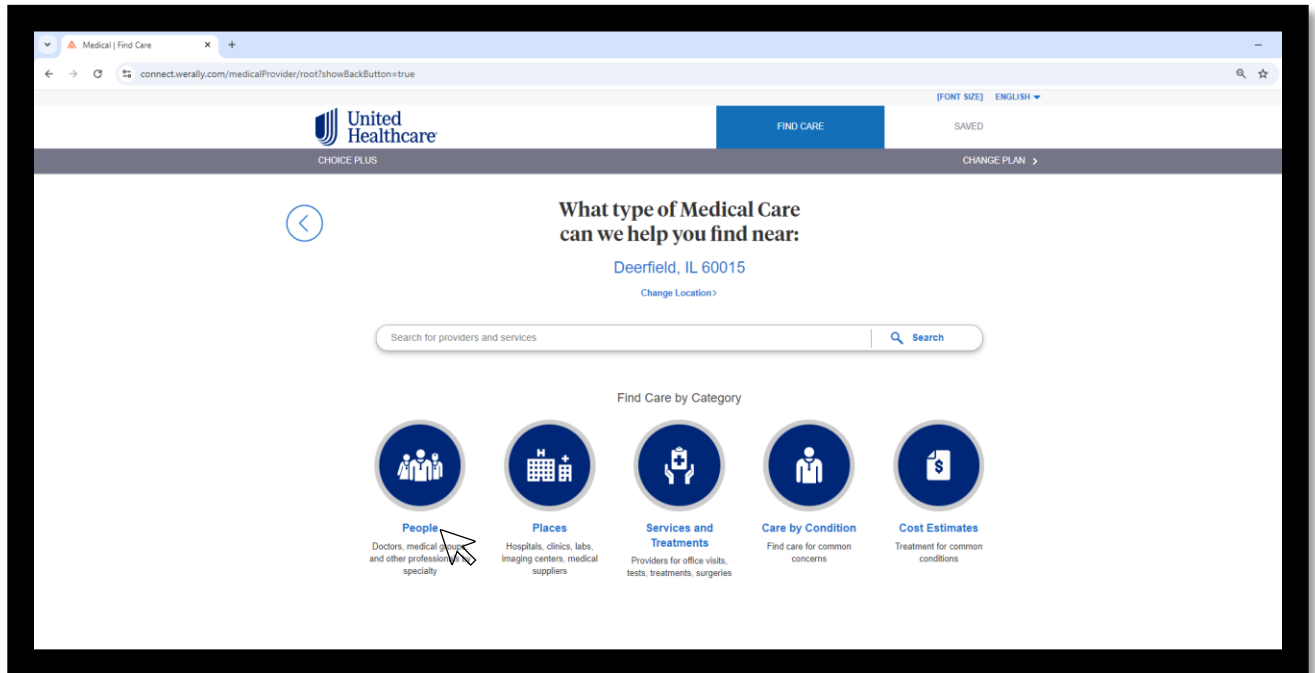 Medical | Find Care
connect.werally.com/medicalProvider/root?showBackButton=true
[FONT SIZE] ENGLISH
United
Healthcare
FIND CARE
SAVED
CHOICE PLUS
CHANGE PLAN >
What type of Medical Care
can we help you find near:
Deerfield, IL 60015
Change Location>
Search for providers and services
Search
Find Care by Category
People
Doctors, medical groups
and other professionals by
specialty
Places
Hospitals, clinics, labs,
imaging centers, medical
suppliers
Services and
Treatments
Providers for office visits,
tests, treatments, surgeries
Care by Condition
Find care for common
concerns
Cost Estimates
Treatment for common
conditions